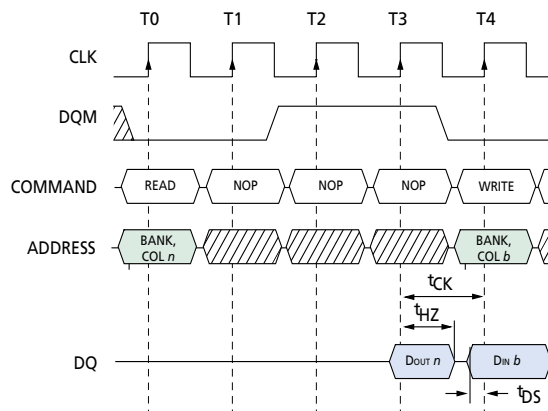 T0 T1 T2 T3 T4
CLK
DQM
COMMAND READ NOP NOP NOP WRITE
ADDRESS BANK, COL n BANK, COL b
tCK
tHZ
DQ DOUT n DIN b
tDS